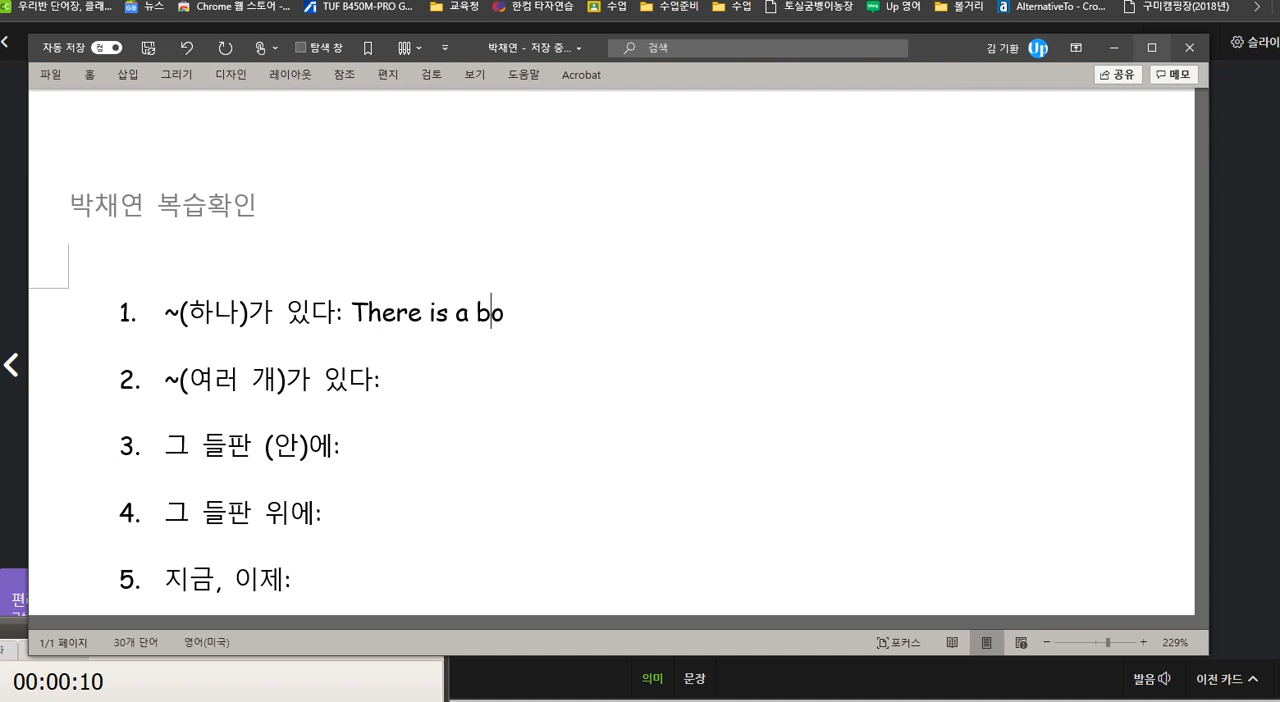 우리반 단어장, 클래... 뉴스 Chrome 웹 스토어 -... TUF B450M-PRO G... 교육청 한컴 타자연습 수업 수업준비 수업 토실굼벵이농장 Up 영어 볼거리 AlternativeTo - Cro... 구미캠핑장(2018년)
자동 저장 켬 탐색 창 박채연 - 저장 중... 검색 김 기환 Up
슬라이
파일 홈 삽입 그리기 디자인 레이아웃 참조 편지 검토 보기 도움말 Acrobat 공유 메모
박채연 복습확인
1. ~(하나)가 있다: There is a bo
2. ~(여러 개)가 있다:
3. 그 들판 (안)에:
4. 그 들판 위에:
5. 지금, 이제:
1/1 페이지 30개 단어 영어(미국) 포커스 229%
00:00:10 의미 문장 발음 이전 카드